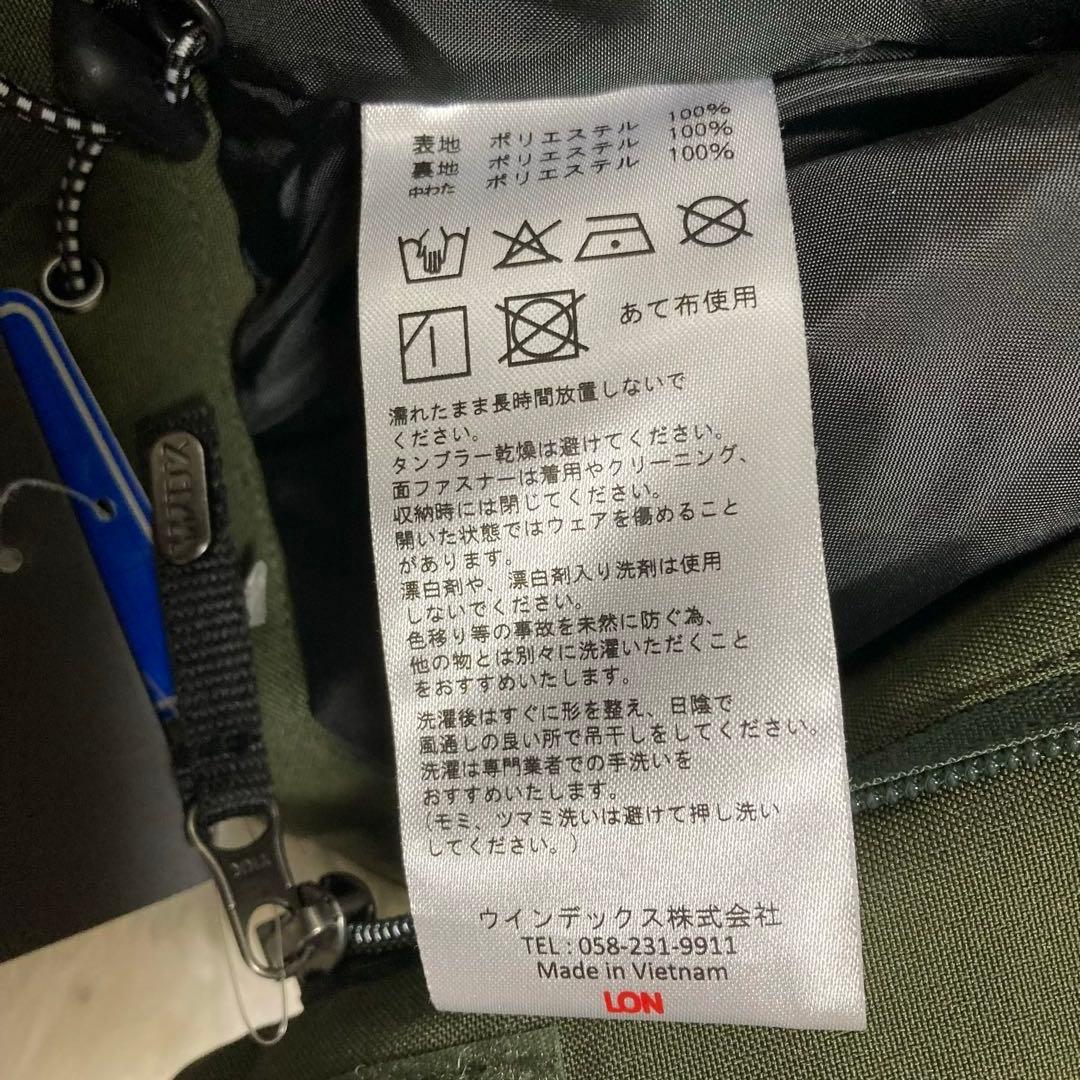 表地 ポリエステル 100%
裏地 ポリエステル 100%
中わた ポリエステル 100%
あて布使用
濡れたまま長時間放置しないで
ください。
タンブラー乾燥は避けてください。
面ファスナーは着用やクリーニング、
収納時には閉じてください。
開いた状態ではウェアを傷めること
があります。
漂白剤や、漂白剤入り洗剤は使用
しないでください。
色移り等の事故を未然に防ぐ為、
他の物とは別々に洗濯いただくこと
をおすすめいたします。
洗濯後はすぐに形を整え、日陰で
風通しの良い所で吊干しをしてください。
洗濯は専門業者での手洗いを
おすすめいたします。
(モミ、ツマミ洗いは避けて押し洗い
してください。)
ウインデックス株式会社
TEL : 058-231-9911
Made in Vietnam
LON